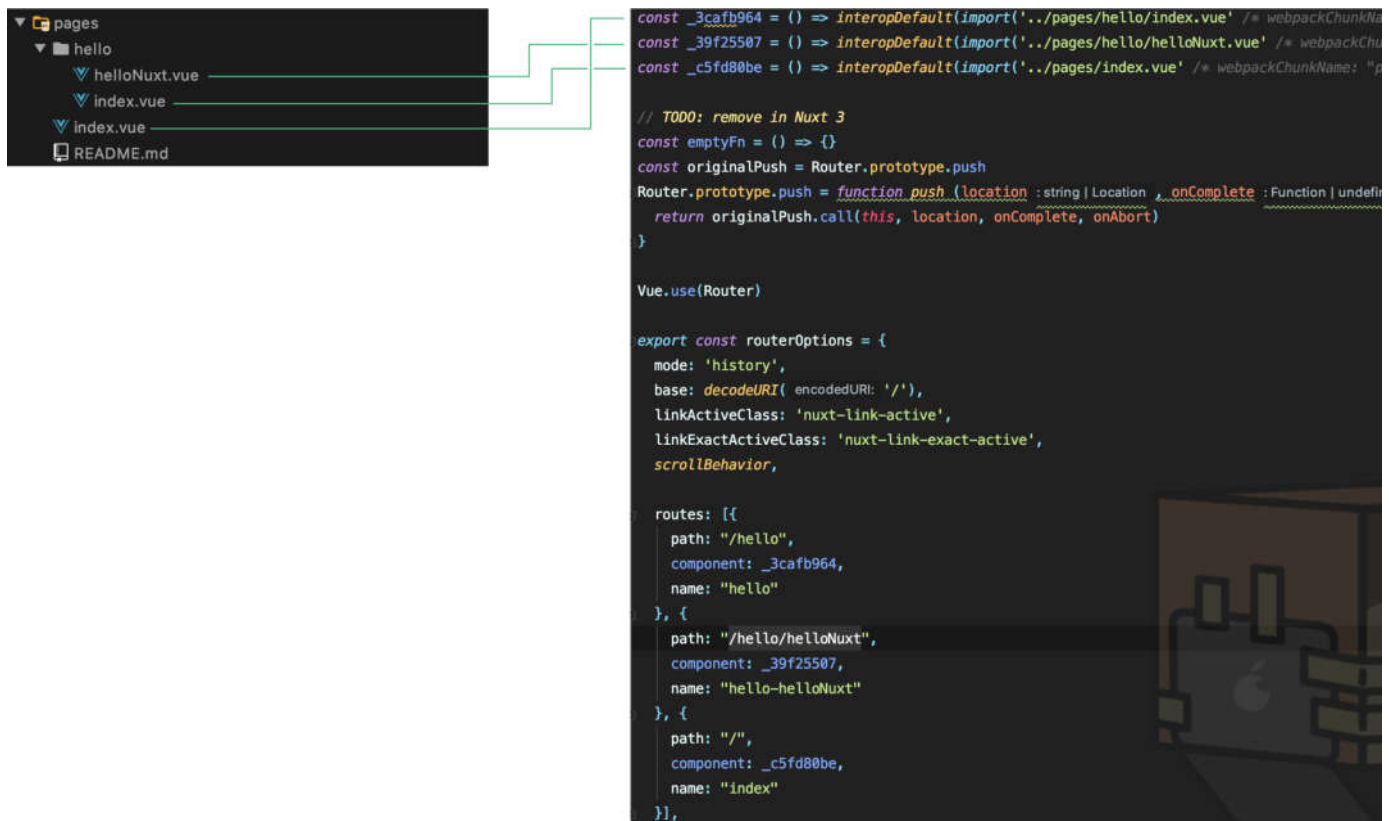 pages
hello
helloNuxt.vue
index.vue
index.vue
README.md
const _3cafb964 = () => interopDefault(import('../pages/hello/index.vue' /* webpackChunkNa
const _39f25507 = () => interopDefault(import('../pages/hello/helloNuxt.vue' /* webpackChu
const _c5fd80be = () => interopDefault(import('../pages/index.vue' /* webpackChunkName: "p
// TODO: remove in Nuxt 3
const emptyFn = () => {}
const originalPush = Router.prototype.push
Router.prototype.push = function push (location : string | Location , onComplete : Function | undefin
return originalPush.call(this, location, onComplete, onAbort)
}
Vue.use(Router)
export const routerOptions = {
mode: 'history',
base: decodeURI( encodedURI: '/'),
linkActiveClass: 'nuxt-link-active',
linkExactActiveClass: 'nuxt-link-exact-active',
scrollBehavior,
routes: [{
path: "/hello",
component: _3cafb964,
name: "hello"
}, {
path: "/hello/helloNuxt",
component: _39f25507,
name: "hello-helloNuxt"
}, {
path: "/",
component: _c5fd80be,
name: "index"
}],